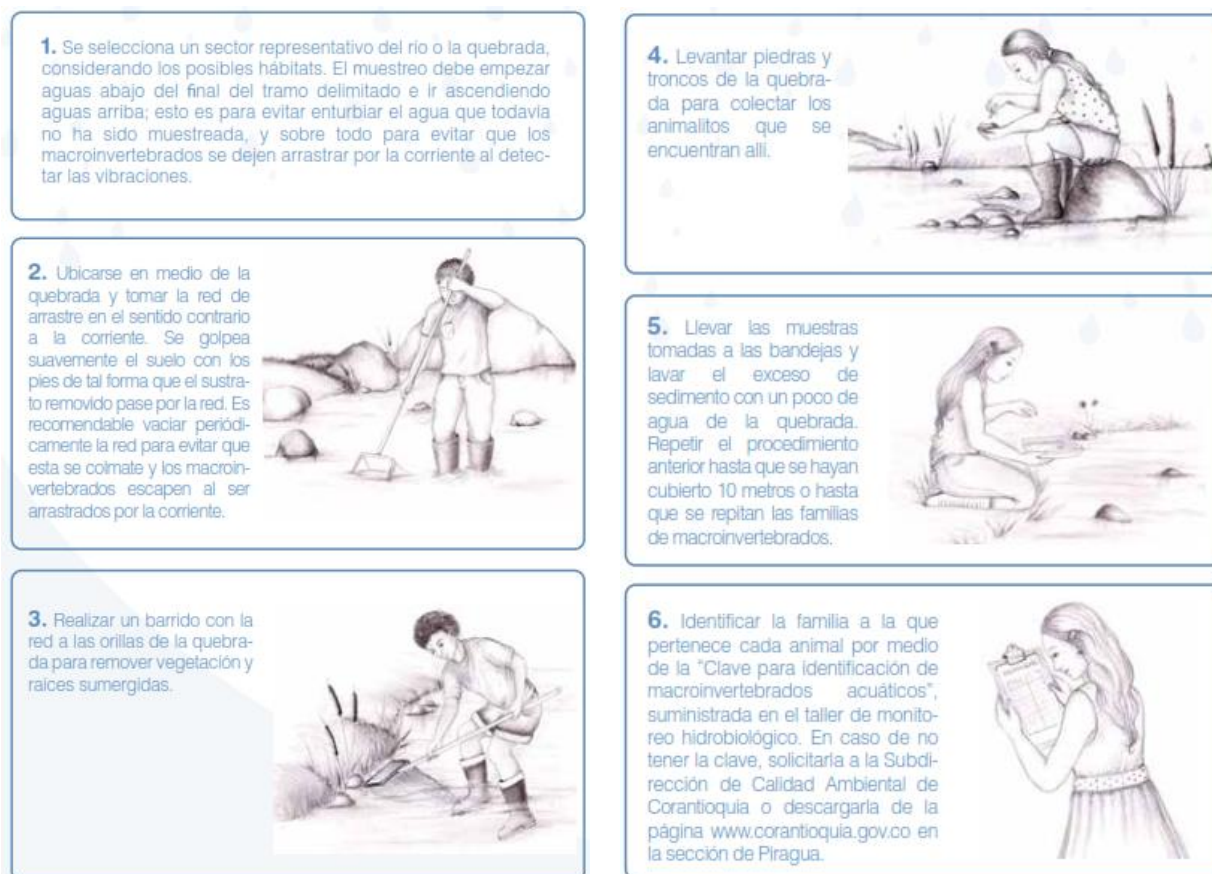 1. Se selecciona un sector representativo del río o la quebrada,
considerando los posibles hábitats. El muestreo debe empezar
aguas abajo del final del tramo delimitado e ir ascendiendo
aguas arriba; esto es para evitar enturbiar el agua que todavía
no ha sido muestreada, y sobre todo para evitar que los
macroinvertebrados se dejen arrastrar por la corriente al detec-
tar las vibraciones.
2. Ubicarse en medio de la
quebrada y tomar la red de
arrastre en el sentido contrario
a la corriente. Se golpea
suavemente el suelo con los
pies de tal forma que el sustra-
to removido pase por la red. Es
recomendable vaciar periódi-
camente la red para evitar que
esta se colmate y los macroin-
vertebrados escapen al ser
arrastrados por la corriente.
3. Realizar un barrido con la
red a las orillas de la quebra-
da para remover vegetación y
raíces sumergidas.
4. Levantar piedras y
troncos de la quebra-
da para colectar los
animalitos que se
encuentran allí.
5. Llevar las muestras
tomadas a las bandejas y
lavar el exceso de
sedimento con un poco de
agua de la quebrada.
Repetir el procedimiento
anterior hasta que se hayan
cubierto 10 metros o hasta
que se repitan las familias
de macroinvertebrados.
6. Identificar la familia a la que
pertenece cada animal por medio
de la "Clave para identificación de
macroinvertebrados acuáticos",
suministrada en el taller de monito-
reo hidrobiológico. En caso de no
tener la clave, solicitarla a la Subdi-
rección de Calidad Ambiental de
Corantioquia o descargarla de la
página www.corantioquia.gov.co en
la sección de Piragua.